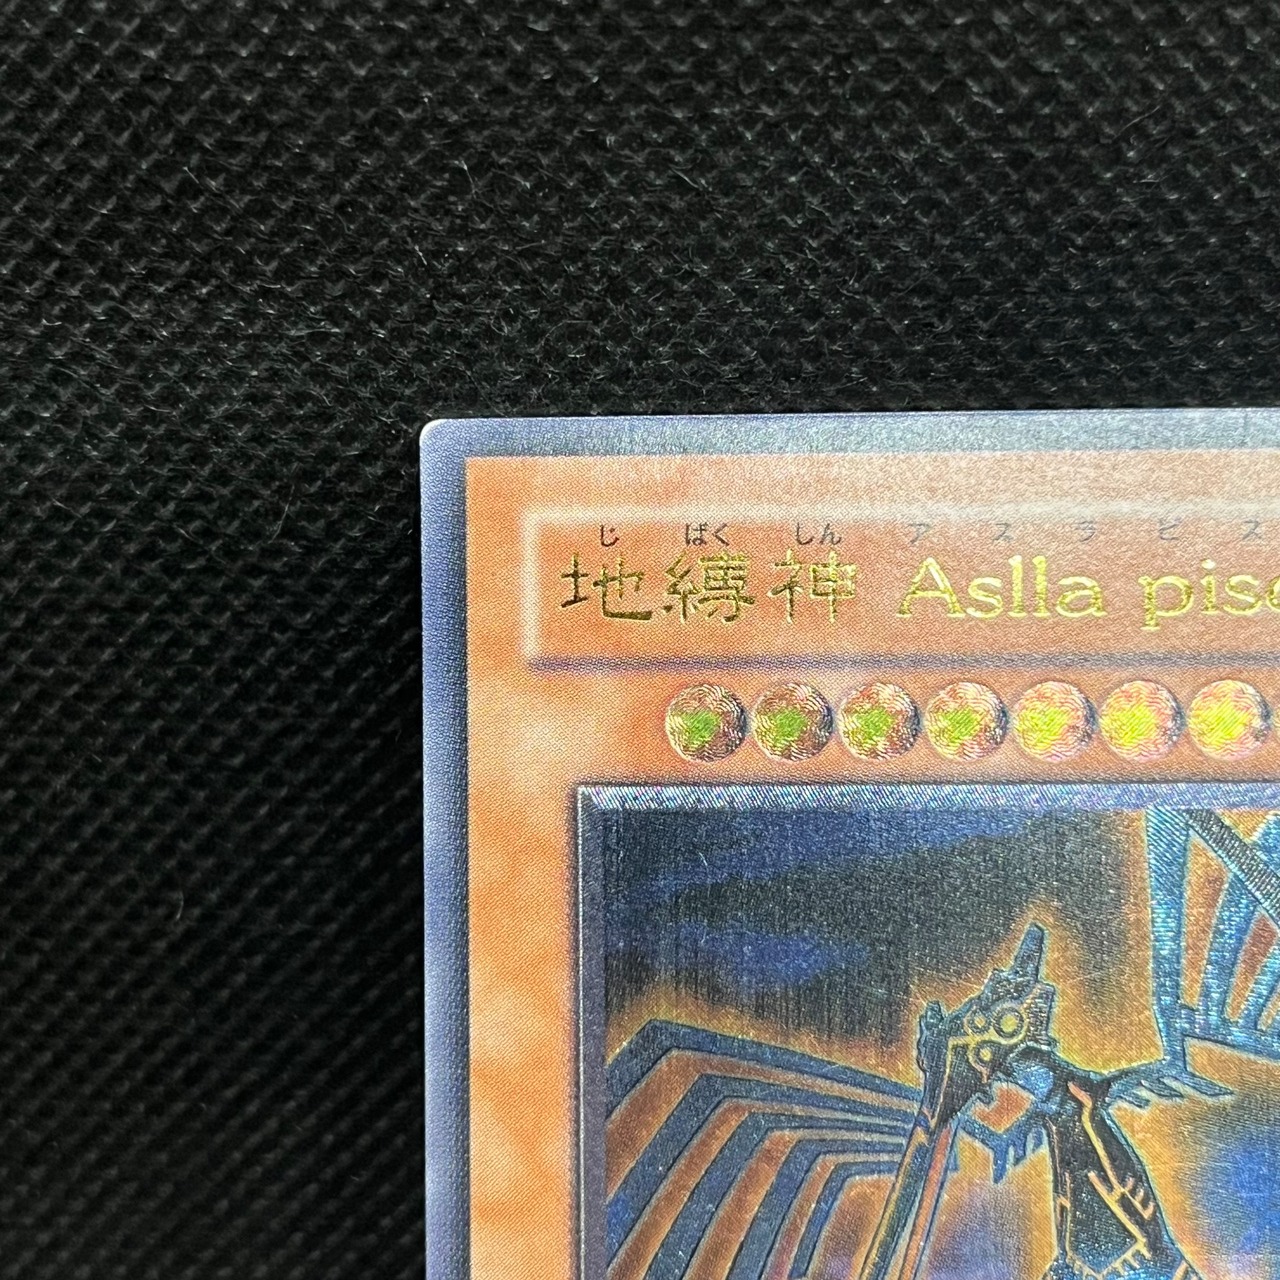 じ ばく しん ア ス ラ ピ ス
地縛神 Aslla pisc